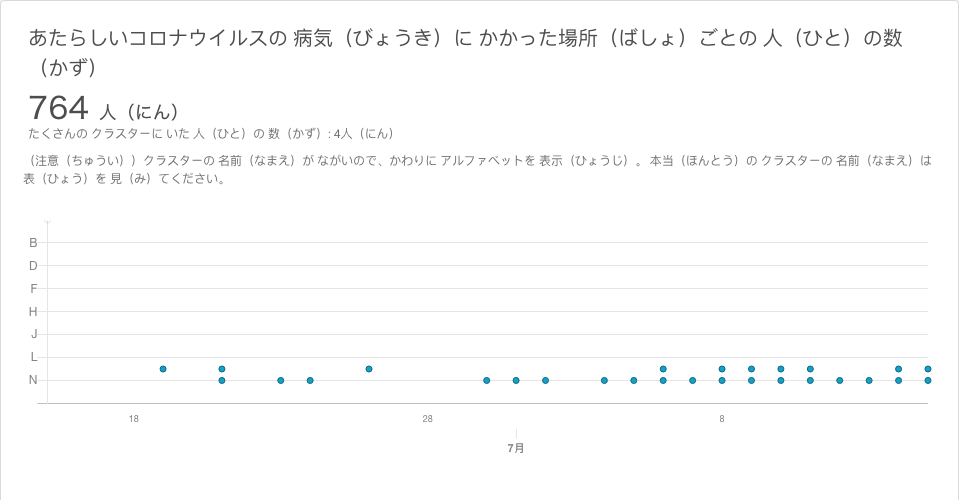 あたらしいコロナウイルスの 病気（びょうき）に かかった場所（ばしょ）ごとの 人（ひと）の数
（かず）
764 人（にん）
たくさんの クラスターに いた 人（ひと）の 数（かず）: 4人（にん）
（注意（ちゅうい））クラスターの 名前（なまえ）が ながいので、かわりに アルファベットを 表示（ひょうじ）。 本当（ほんとう）の クラスターの 名前（なまえ）は
表（ひょう）を 見（み）てください。
B
D
F
H
J
L
N
18 28 8
7月